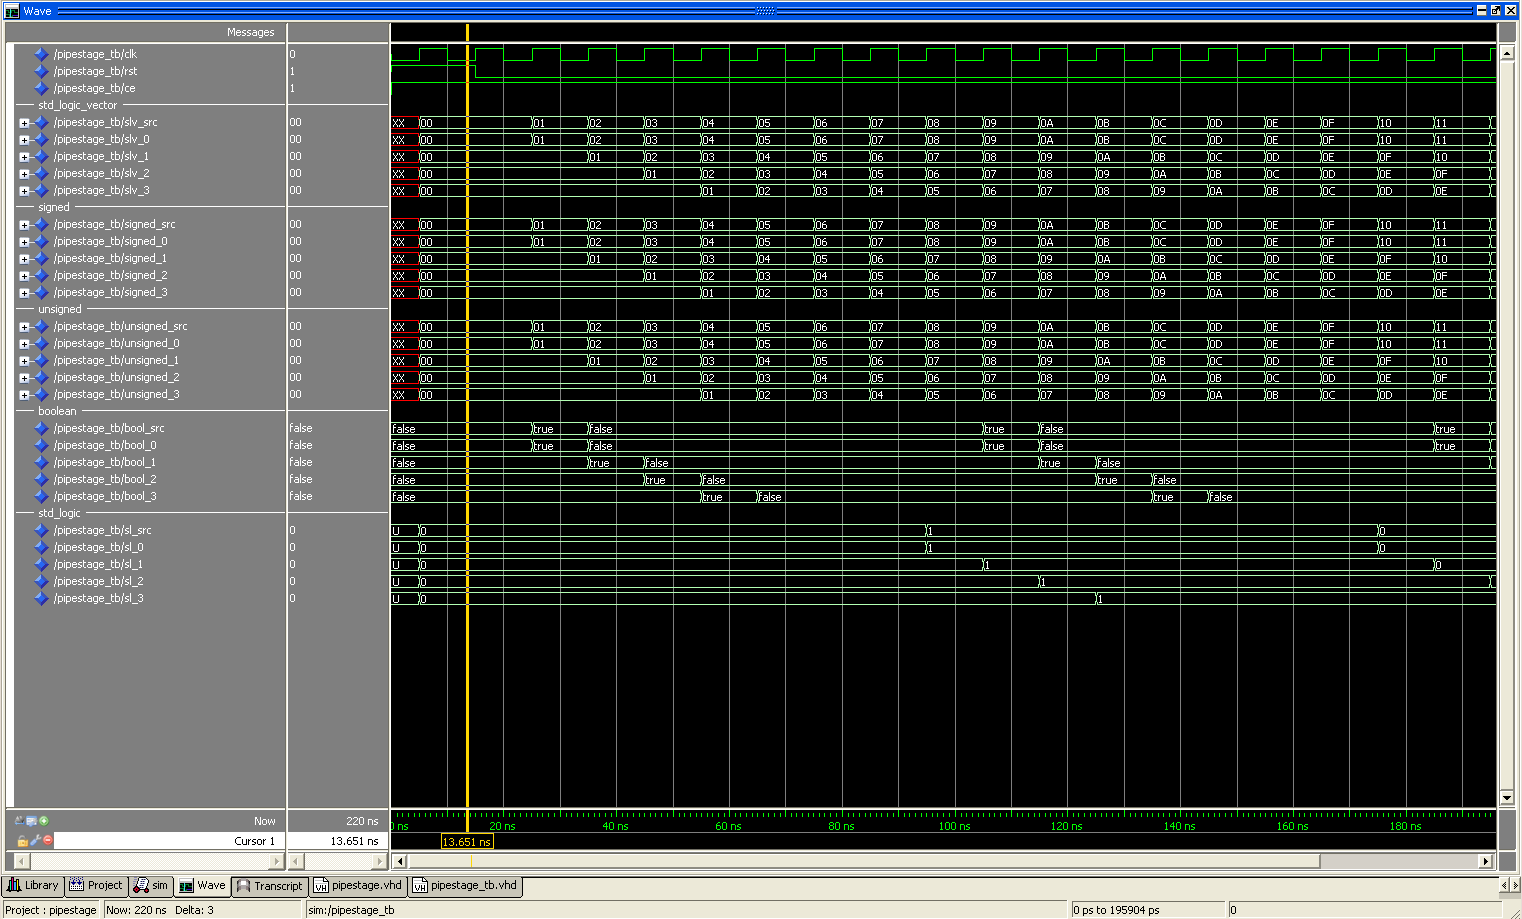 Wave
Messages
/pipestage_tb/clk 0
/pipestage_tb/rst 1
/pipestage_tb/ce 1
std_logic_vector
/pipestage_tb/slv_src 00 XX 00 01 02 03 04 05 06 07 08 09 0A 0B 0C 0D 0E 0F 10 11
/pipestage_tb/slv_0 00 XX 00 01 02 03 04 05 06 07 08 09 0A 0B 0C 0D 0E 0F 10 11
/pipestage_tb/slv_1 00 XX 00 01 02 03 04 05 06 07 08 09 0A 0B 0C 0D 0E 0F 10
/pipestage_tb/slv_2 00 XX 00 01 02 03 04 05 06 07 08 09 0A 0B 0C 0D 0E 0F
/pipestage_tb/slv_3 00 XX 00 01 02 03 04 05 06 07 08 09 0A 0B 0C 0D 0E
signed
/pipestage_tb/signed_src 00 XX 00 01 02 03 04 05 06 07 08 09 0A 0B 0C 0D 0E 0F 10 11
/pipestage_tb/signed_0 00 XX 00 01 02 03 04 05 06 07 08 09 0A 0B 0C 0D 0E 0F 10 11
/pipestage_tb/signed_1 00 XX 00 01 02 03 04 05 06 07 08 09 0A 0B 0C 0D 0E 0F 10
/pipestage_tb/signed_2 00 XX 00 01 02 03 04 05 06 07 08 09 0A 0B 0C 0D 0E 0F
/pipestage_tb/signed_3 00 XX 00 01 02 03 04 05 06 07 08 09 0A 0B 0C 0D 0E
unsigned
/pipestage_tb/unsigned_src 00 XX 00 01 02 03 04 05 06 07 08 09 0A 0B 0C 0D 0E 0F 10 11
/pipestage_tb/unsigned_0 00 XX 00 01 02 03 04 05 06 07 08 09 0A 0B 0C 0D 0E 0F 10 11
/pipestage_tb/unsigned_1 00 XX 00 01 02 03 04 05 06 07 08 09 0A 0B 0C 0D 0E 0F 10
/pipestage_tb/unsigned_2 00 XX 00 01 02 03 04 05 06 07 08 09 0A 0B 0C 0D 0E 0F
/pipestage_tb/unsigned_3 00 XX 00 01 02 03 04 05 06 07 08 09 0A 0B 0C 0D 0E
boolean
/pipestage_tb/bool_src false false true false true false true
/pipestage_tb/bool_0 false false true false true false true
/pipestage_tb/bool_1 false false true false true false
/pipestage_tb/bool_2 false false true false true false
/pipestage_tb/bool_3 false false true false true false
std_logic
/pipestage_tb/sl_src 0 U 0 1 0
/pipestage_tb/sl_0 0 U 0 1 0
/pipestage_tb/sl_1 0 U 0 1 0
/pipestage_tb/sl_2 0 U 0 1
/pipestage_tb/sl_3 0 U 0 1
Now 220 ns ns 20 ns 40 ns 60 ns 80 ns 100 ns 120 ns 140 ns 160 ns 180 ns
Cursor 1 13.651 ns 13.651 ns
Library Project sim Wave Transcript pipestage.vhd pipestage_tb.vhd
Project : pipestage Now: 220 ns Delta: 3 sim:/pipestage_tb 0 ps to 195904 ps 0